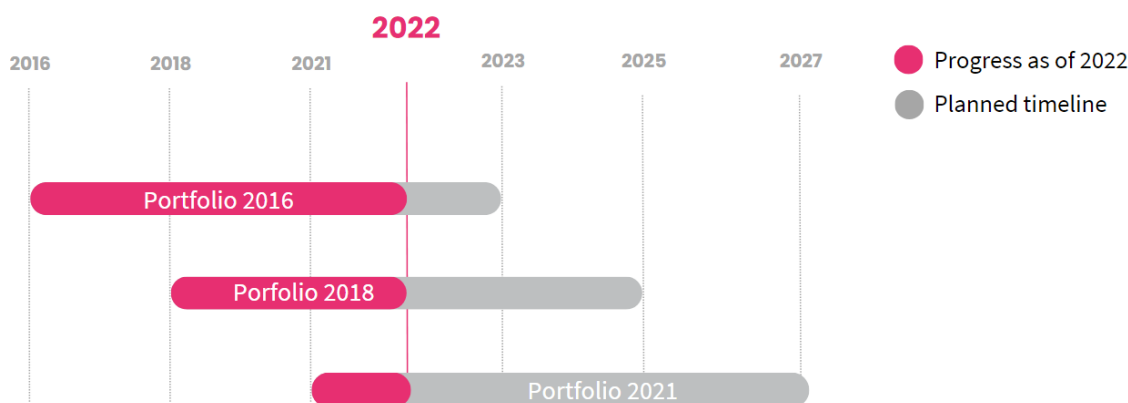 2022
2016 2018 2021 2023 2025 2027
Progress as of 2022
Planned timeline
Portfolio 2016
Porfolio 2018
Portfolio 2021